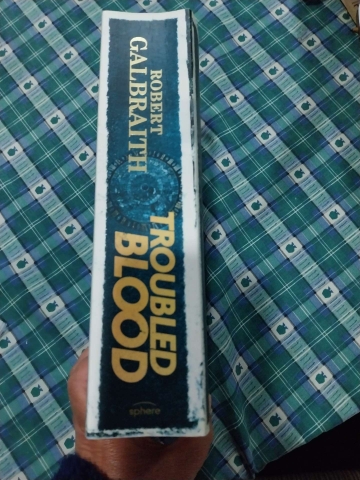 ROBERT
GALBRAITH
TROUBLED
BLOOD
sphere